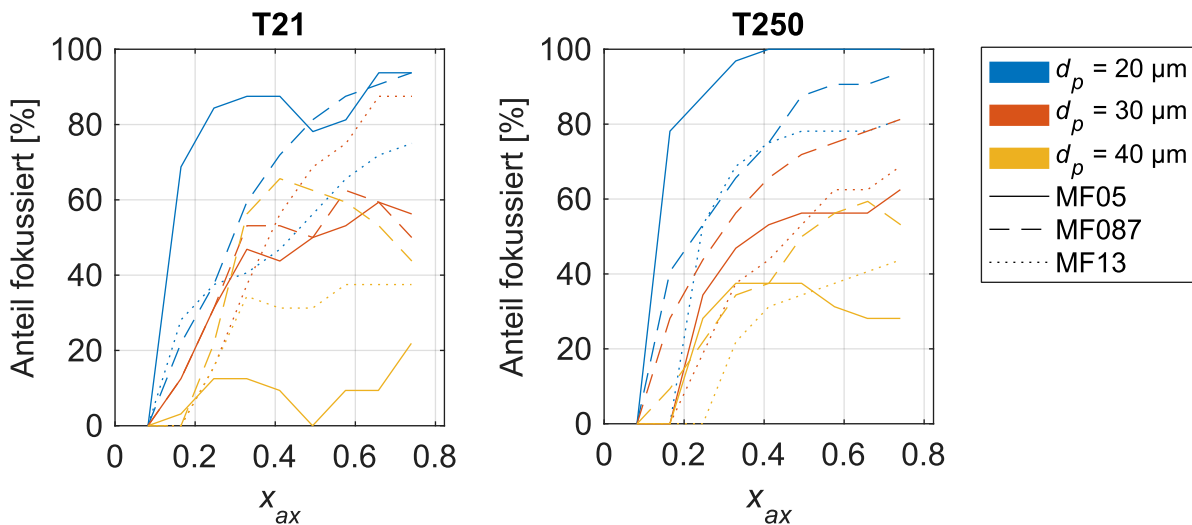 T21
100
80
60
40
20
0
0
0.2
0.4
0.6
0.8
Anteil fokussiert [%]
x_ax
T250
100
80
60
40
20
0
0
0.2
0.4
0.6
0.8
Anteil fokussiert [%]
x_ax
d_p = 20 µm
d_p = 30 µm
d_p = 40 µm
MF05
MF087
MF13